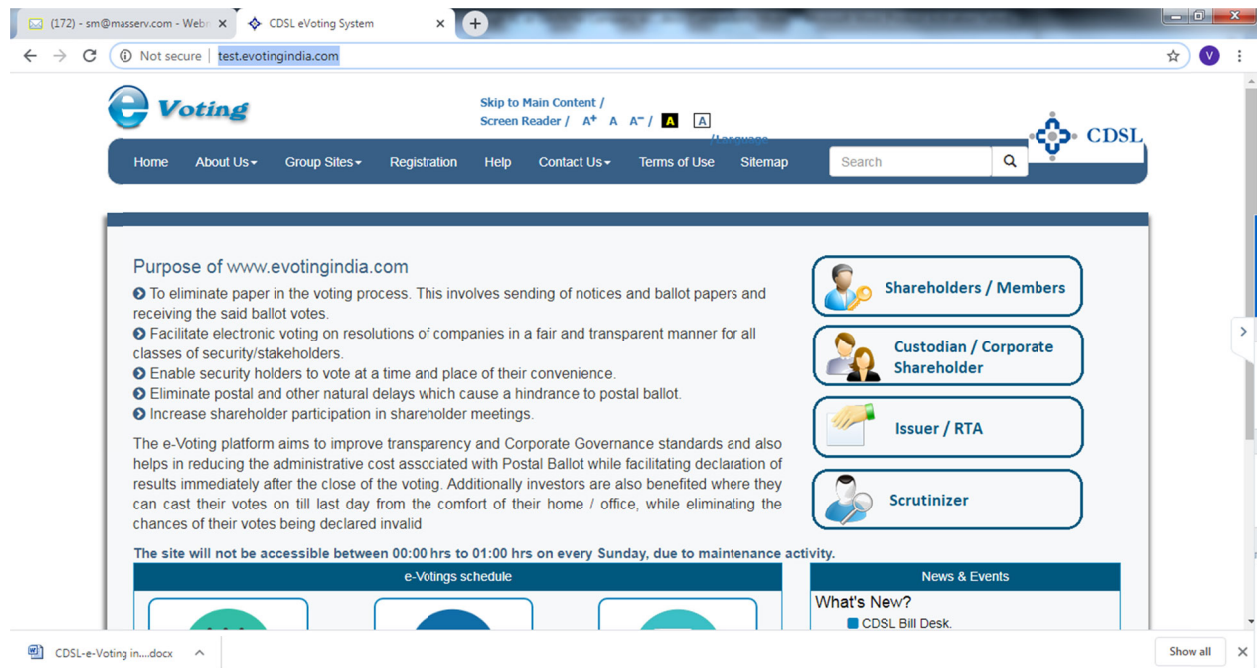 (172) - sm@masserv.com - Web
CDSL eVoting System
Not secure | test.evotingindia.com
V
e Voting
Skip to Main Content /
Screen Reader / A+ A A- / A A
/Language
CDSL
Home About Us Group Sites Registration Help Contact Us Terms of Use Sitemap Search
Purpose of www.evotingindia.com
To eliminate paper in the voting process. This involves sending of notices and ballot papers and
receiving the said ballot votes.
Facilitate electronic voting on resolutions of companies in a fair and transparent manner for all
classes of security/stakeholders.
Enable security holders to vote at a time and place of their convenience.
Eliminate postal and other natural delays which cause a hindrance to postal ballot.
Increase shareholder participation in shareholder meetings.
The e-Voting platform aims to improve transparency and Corporate Governance standards and also
helps in reducing the administrative cost associated with Postal Ballot while facilitating declaration of
results immediately after the close of the voting. Additionally investors are also benefited where they
can cast their votes on till last day from the comfort of their home / office, while eliminating the
chances of their votes being declared invalid
Shareholders / Members
Custodian / Corporate
Shareholder
Issuer / RTA
Scrutinizer
The site will not be accessible between 00:00 hrs to 01:00 hrs on every Sunday, due to maintenance activity.
e-Votings schedule
News & Events
What's New?
CDSL Bill Desk.
CDSL-e-Voting in....docx
Show all